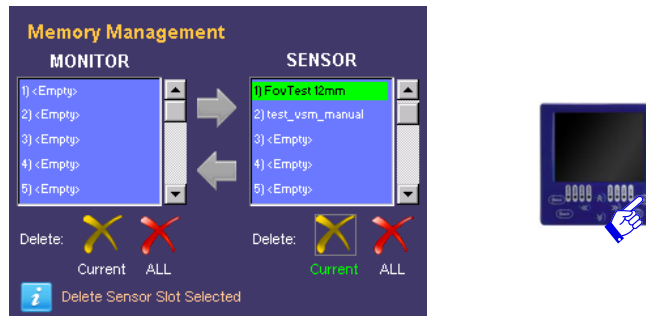 Memory Management
MONITOR
SENSOR
1) <Empty>
2) <Empty>
3) <Empty>
4) <Empty>
5) <Empty>
1) FovTest 12mm
2) test_vsm_manual
3) <Empty>
4) <Empty>
5) <Empty>
Delete:
Current
ALL
Delete:
Current
ALL
i
Delete Sensor Slot Selected